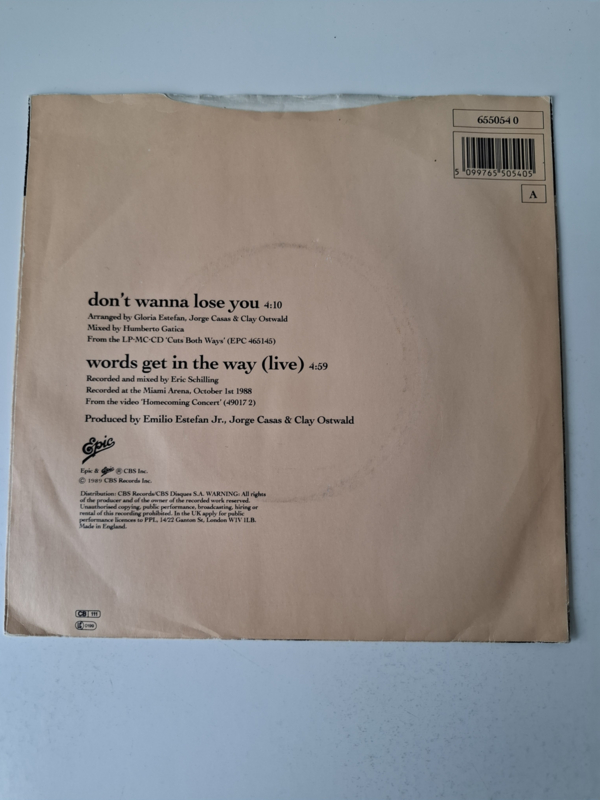 655054 0
5 099765 505405
A
don't wanna lose you 4:10
Arranged by Gloria Estefan, Jorge Casas & Clay Ostwald
Mixed by Humberto Gatica
From the LP·MC·CD 'Cuts Both Ways' (EPC 465145)
words get in the way (live) 4:59
Recorded and mixed by Eric Schilling
Recorded at the Miami Arena, October 1st 1988
From the video 'Homecoming Concert' (49017 2)
Produced by Emilio Estefan Jr., Jorge Casas & Clay Ostwald
Epic
Epic & Epic ® CBS Inc.
© 1989 CBS Records Inc.
Distribution: CBS Records/CBS Disques S.A. WARNING: All rights
of the producer and of the owner of the recorded work reserved.
Unauthorised copying, public performance, broadcasting, hiring or
rental of this recording prohibited. In the UK apply for public
performance licences to PPL, 14/22 Ganton St, London W1V 1LB.
Made in England.
CB 111